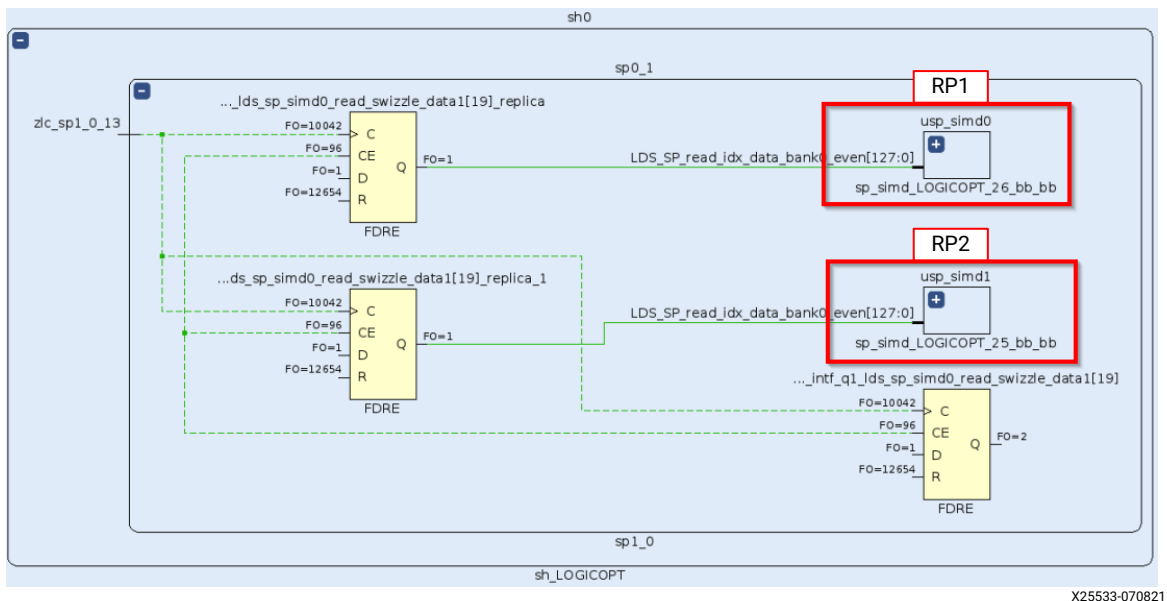 sh0
sp0_1
RP1
..._lds_sp_simd0_read_swizzle_data1[19]_replica
usp_simd0
zlc_sp1_0_13
FO=10042
C
FO=96
CE
FO=1
D
Q
FO=1
FO=12654
R
LDS_SP_read_idx_data_bank0_even[127:0]
sp_simd_LOGICOPT_26_bb_bb
FDRE
RP2
...ds_sp_simd0_read_swizzle_data1[19]_replica_1
usp_simd1
FO=10042
C
FO=96
CE
FO=1
D
Q
FO=1
FO=12654
R
LDS_SP_read_idx_data_bank0_even[127:0]
sp_simd_LOGICOPT_25_bb_bb
FDRE
..._intf_q1_lds_sp_simd0_read_swizzle_data1[19]
FO=10042
C
FO=96
CE
FO=1
D
Q
FO=2
FO=12654
R
FDRE
sp1_0
sh_LOGICOPT
X25533-070821